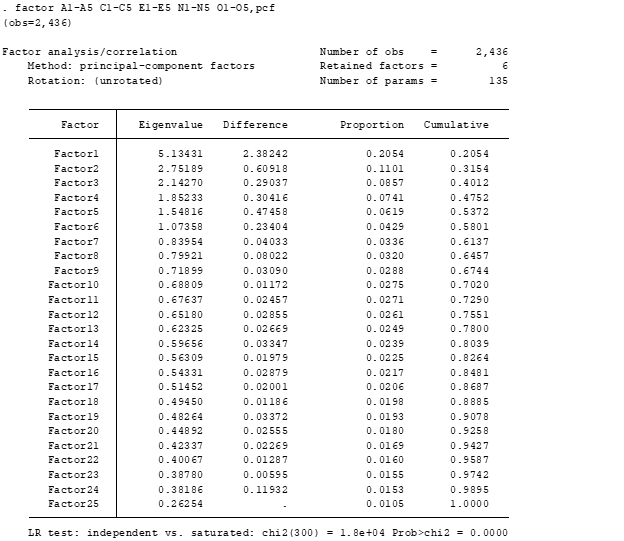 . factor A1-A5 C1-C5 E1-E5 N1-N5 O1-O5,pcf
(obs=2,436)
Factor analysis/correlation Number of obs = 2,436
Method: principal-component factors Retained factors = 6
Rotation: (unrotated) Number of params = 135
Factor Eigenvalue Difference Proportion Cumulative
Factor1 5.13431 2.38242 0.2054 0.2054
Factor2 2.75189 0.60918 0.1101 0.3154
Factor3 2.14270 0.29037 0.0857 0.4012
Factor4 1.85233 0.30416 0.0741 0.4752
Factor5 1.54816 0.47458 0.0619 0.5372
Factor6 1.07358 0.23404 0.0429 0.5801
Factor7 0.83954 0.04033 0.0336 0.6137
Factor8 0.79921 0.08022 0.0320 0.6457
Factor9 0.71899 0.03090 0.0288 0.6744
Factor10 0.68809 0.01172 0.0275 0.7020
Factor11 0.67637 0.02457 0.0271 0.7290
Factor12 0.65180 0.02855 0.0261 0.7551
Factor13 0.62325 0.02669 0.0249 0.7800
Factor14 0.59656 0.03347 0.0239 0.8039
Factor15 0.56309 0.01979 0.0225 0.8264
Factor16 0.54331 0.02879 0.0217 0.8481
Factor17 0.51452 0.02001 0.0206 0.8687
Factor18 0.49450 0.01186 0.0198 0.8885
Factor19 0.48264 0.03372 0.0193 0.9078
Factor20 0.44892 0.02555 0.0180 0.9258
Factor21 0.42337 0.02269 0.0169 0.9427
Factor22 0.40067 0.01287 0.0160 0.9587
Factor23 0.38780 0.00595 0.0155 0.9742
Factor24 0.38186 0.11932 0.0153 0.9895
Factor25 0.26254 . 0.0105 1.0000
LR test: independent vs. saturated: chi2(300) = 1.8e+04 Prob>chi2 = 0.0000